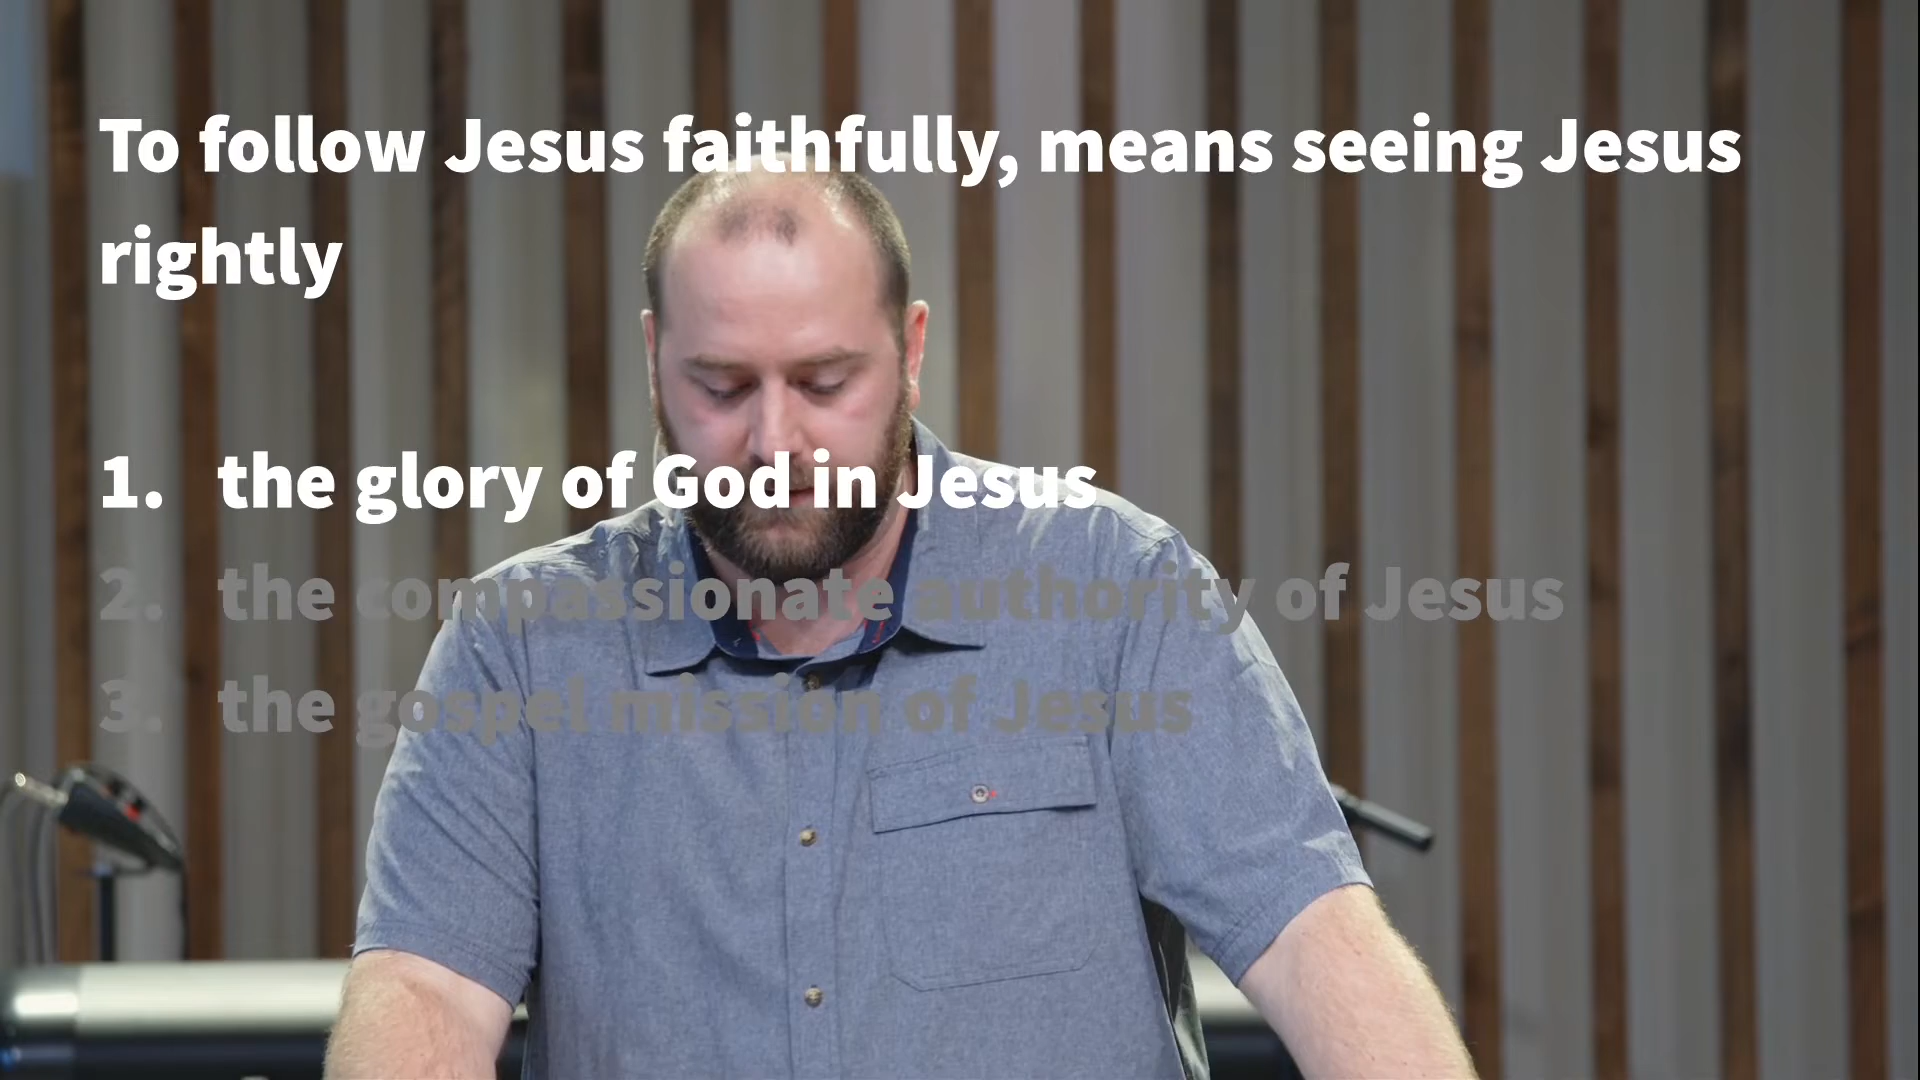 To follow Jesus faithfully, means seeing Jesus
rightly
1. the glory of God in Jesus
2. the compassionate authority of Jesus
3. the gospel mission of Jesus